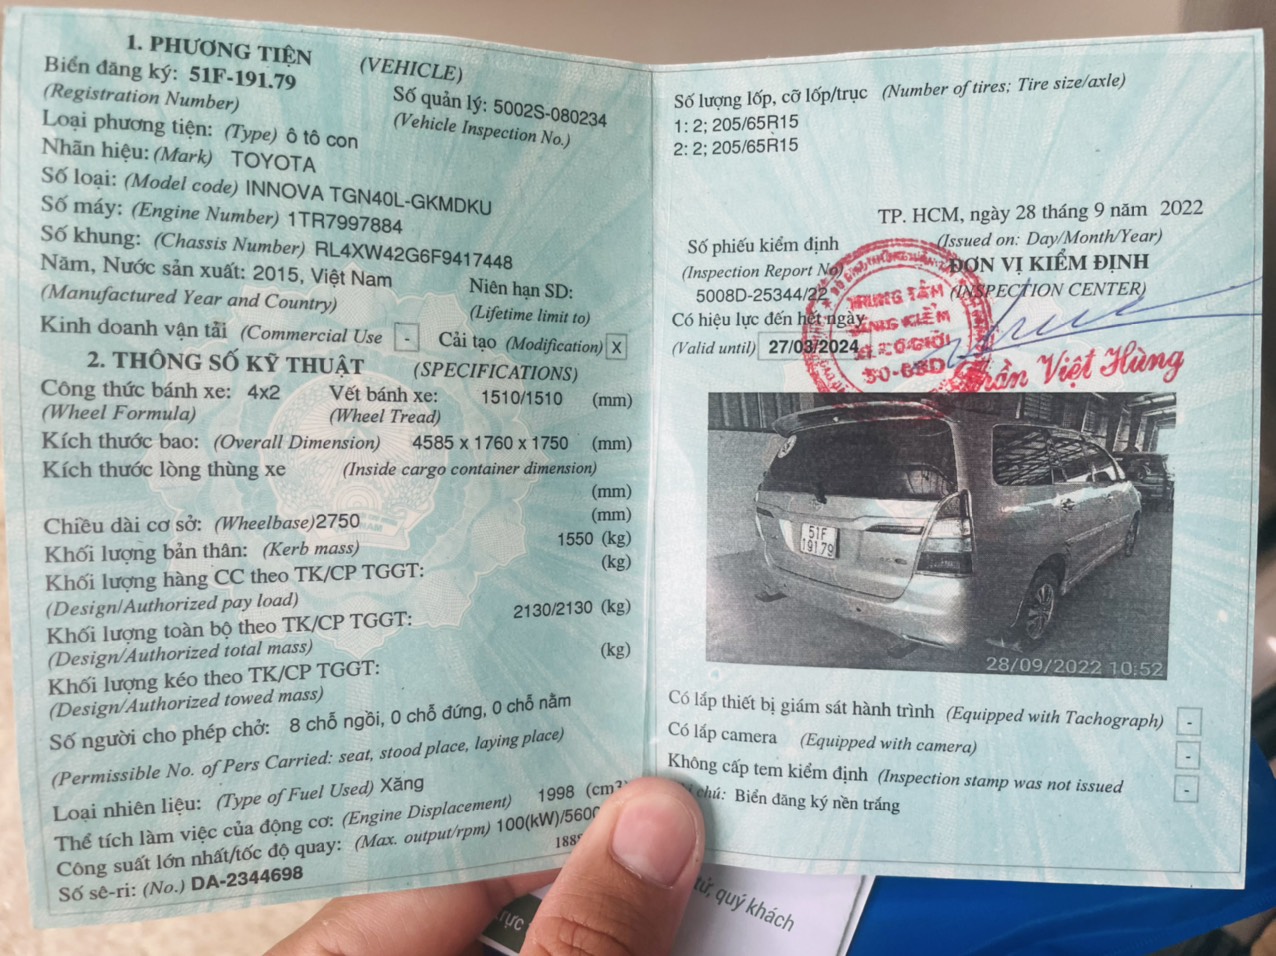 1. PHƯƠNG TIỆN (VEHICLE)
Biển đăng ký: 51F-191.79 Số quản lý: 5002S-080234
(Registration Number) (Vehicle Inspection No.)
Loại phương tiện: (Type) ô tô con
Nhãn hiệu: (Mark) TOYOTA
Số loại: (Model code) INNOVA TGN40L-GKMDKU
Số máy: (Engine Number) 1TR7997884
Số khung: (Chassis Number) RL4XW42G6F9417448
Năm, Nước sản xuất: 2015, Việt Nam Niên hạn SD:
(Manufactured Year and Country) (Lifetime limit to)
Kinh doanh vận tải (Commercial Use - Cải tạo (Modification) X
2. THÔNG SỐ KỸ THUẬT (SPECIFICATIONS)
Công thức bánh xe: 4x2 Vết bánh xe: 1510/1510 (mm)
(Wheel Formula) (Wheel Tread)
Kích thước bao: (Overall Dimension) 4585 x 1760 x 1750 (mm)
Kích thước lòng thùng xe (Inside cargo container dimension)
(mm)
Chiều dài cơ sở: (Wheelbase)2750 (mm)
Khối lượng bản thân: (Kerb mass) 1550 (kg)
Khối lượng hàng CC theo TK/CP TGGT: (kg)
(Design/Authorized pay load)
Khối lượng toàn bộ theo TK/CP TGGT: 2130/2130 (kg)
(Design/Authorized total mass)
Khối lượng kéo theo TK/CP TGGT: (kg)
(Design/Authorized towed mass)
Số người cho phép chở: 8 chỗ ngồi, 0 chỗ đứng, 0 chỗ nằm
(Permissible No. of Pers Carried: seat, stood place, laying place)
Loại nhiên liệu: (Type of Fuel Used) Xăng
Thể tích làm việc của động cơ: (Engine Displacement) 1998 (cm³
Công suất lớn nhất/tốc độ quay: (Max. output/rpm) 100(kW)/5600
Số sê-ri: (No.) DA-2344698
Số lượng lốp, cỡ lốp/trục (Number of tires; Tire size/axle)
1: 2; 205/65R15
2: 2; 205/65R15
TP. HCM, ngày 28 tháng 9 năm 2022
Số phiếu kiểm định (Issued on: Day/Month/Year)
(Inspection Report No) ĐƠN VỊ KIỂM ĐỊNH
5008D-25344/22 (INSPECTION CENTER)
Có hiệu lực đến hết ngày
(Valid until) 27/03/2024
TRUNG TÂM
ĐĂNG KIỂM
XE CƠ GIỚI
50-08D
Trần Việt Hùng
51F
19179
28/09/2022 10:52
Có lắp thiết bị giám sát hành trình (Equipped with Tachograph) -
Có lắp camera (Equipped with camera) -
Không cấp tem kiểm định (Inspection stamp was not issued -
chú: Biển đăng ký nền trắng
trực
tử, quý khách